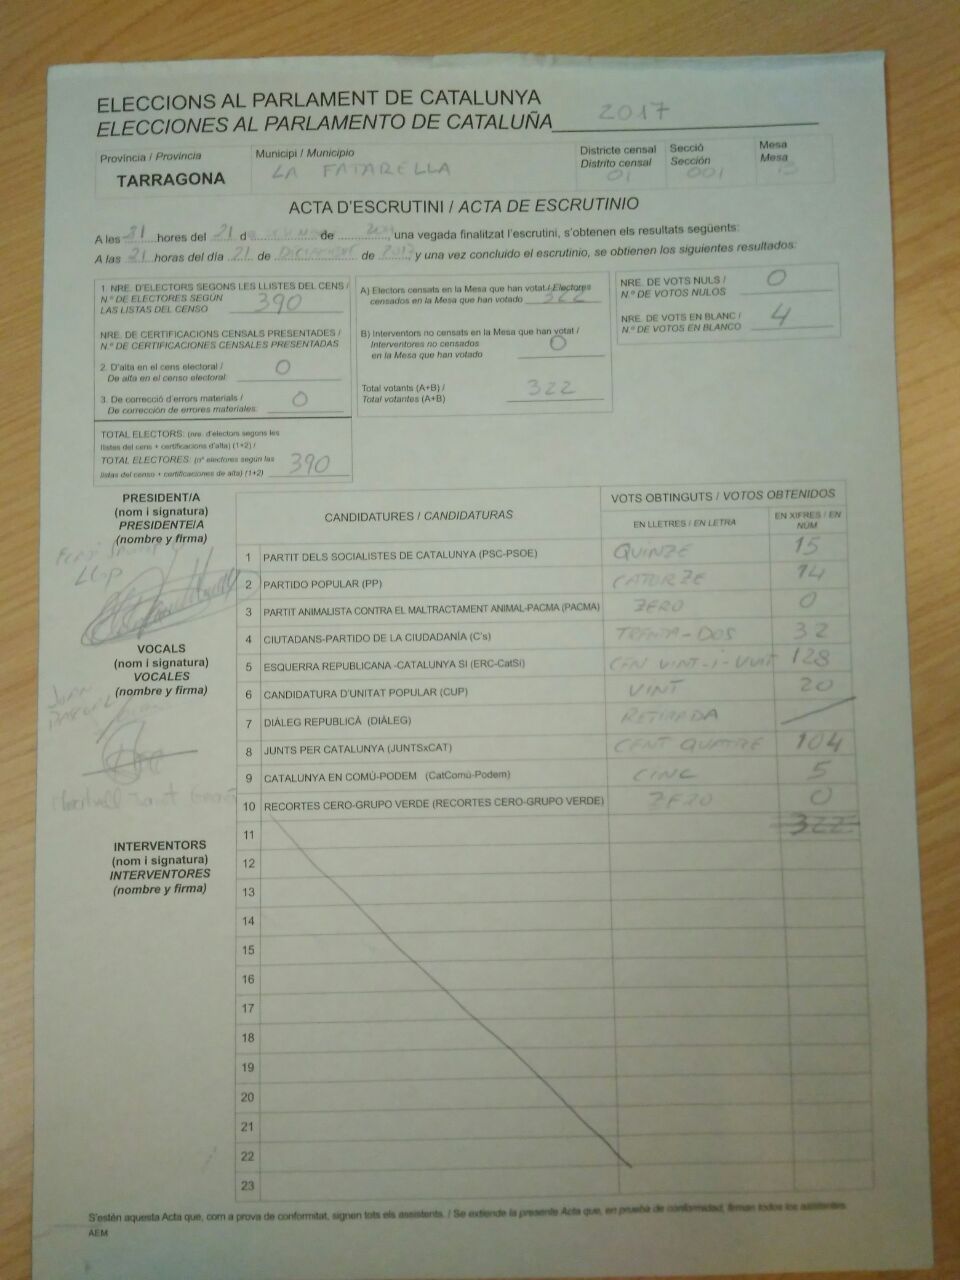 ELECCIONS AL PARLAMENT DE CATALUNYA
ELECCIONES AL PARLAMENTO DE CATALUÑA 2017
Provincia / Provincia
TARRAGONA
Municipi / Municipio
LA FATARELLA
Districte censal
Distrito censal
01
Secció
Sección
001
Mesa
Mesa
ACTA D'ESCRUTINI / ACTA DE ESCRUTINIO
A les 21 hores del 21 d de , una vegada finalitzat l'escrutini, s'obtenen els resultats següents:
A las 21 horas del día 21 de DICIEMBRE de 2017, y una vez concluido el escrutinio, se obtienen los siguientes resultados:
1. NRE. D'ELECTORS SEGONS LES LLISTES DEL CENS /
N.º DE ELECTORES SEGÚN
LAS LISTAS DEL CENSO 390
NRE. DE CERTIFICACIONS CENSALS PRESENTADES /
N.º DE CERTIFICACIONES CENSALES PRESENTADAS
2. D'alta en el cens electoral /
De alta en el censo electoral: 0
3. De correcció d'errors materials /
De corrección de errores materiales: 0
TOTAL ELECTORS: (nre. d'electors segons les
llistes del cens + certificacions d'alta) (1+2) /
TOTAL ELECTORES: (nº electores según las
listas del censo + certificaciones de alta) (1+2) 390
A) Electors censats en la Mesa que han votat / Electores
censados en la Mesa que han votado 322
B) Interventors no censats en la Mesa que han votat /
Interventores no censados
en la Mesa que han votado 0
Total votants (A+B) /
Total votantes (A+B) 322
NRE. DE VOTS NULS /
N.º DE VOTOS NULOS 0
NRE. DE VOTS EN BLANC /
N.º DE VOTOS EN BLANCO 4
PRESIDENT/A
(nom i signatura)
PRESIDENTE/A
(nombre y firma)
VOCALS
(nom i signatura)
VOCALES
(nombre y firma)
JOAN
INTERVENTORS
(nom i signatura)
INTERVENTORES
(nombre y firma)
CANDIDATURES / CANDIDATURAS
VOTS OBTINGUTS / VOTOS OBTENIDOS
EN LLETRES / EN LETRA
EN XIFRES / EN NÚM
1 PARTIT DELS SOCIALISTES DE CATALUNYA (PSC-PSOE) QUINZE 15
2 PARTIDO POPULAR (PP) CATORZE 14
3 PARTIT ANIMALISTA CONTRA EL MALTRACTAMENT ANIMAL-PACMA (PACMA) ZERO 0
4 CIUTADANS-PARTIDO DE LA CIUDADANÍA (C's) TRENTA-DOS 32
5 ESQUERRA REPUBLICANA -CATALUNYA SI (ERC-CatSí) CEN VINT-I-VUIT 128
6 CANDIDATURA D'UNITAT POPULAR (CUP) VINT 20
7 DIÀLEG REPUBLICÀ (DIÀLEG) RETIRADA
8 JUNTS PER CATALUNYA (JUNTSxCAT) CENT QUATRE 104
9 CATALUNYA EN COMÚ-PODEM (CatComú-Podem) CINC 5
10 RECORTES CERO-GRUPO VERDE (RECORTES CERO-GRUPO VERDE) ZERO 0
11 322
12
13
14
15
16
17
18
19
20
21
22
23
S'estén aquesta Acta que, com a prova de conformitat, signen tots els assistents. / Se extiende la presente Acta que, en prueba de conformidad, firman todos los asistentes
AEM